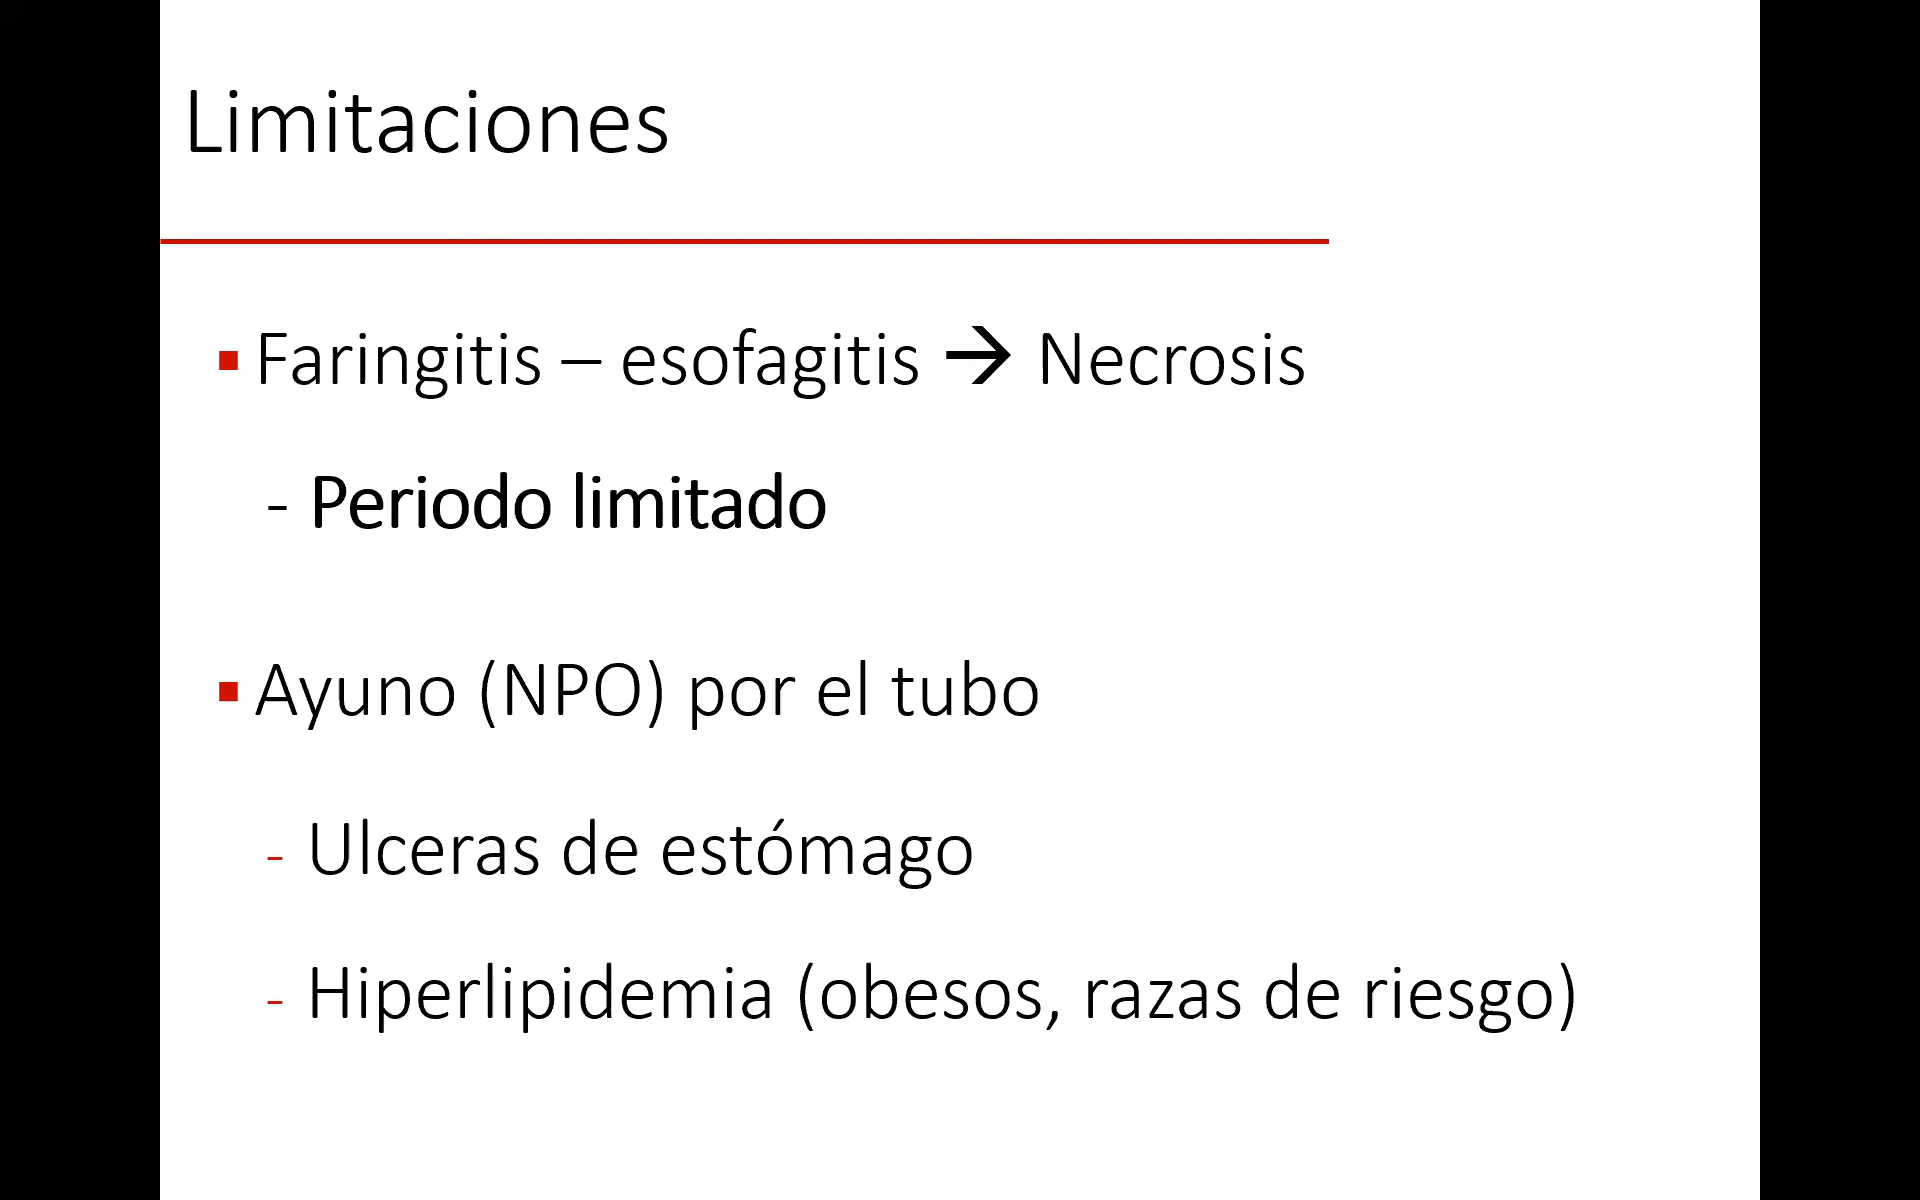 Limitaciones
▪ Faringitis – esofagitis → Necrosis
- Periodo limitado
▪ Ayuno (NPO) por el tubo
- Ulceras de estómago
- Hiperlipidemia (obesos, razas de riesgo)